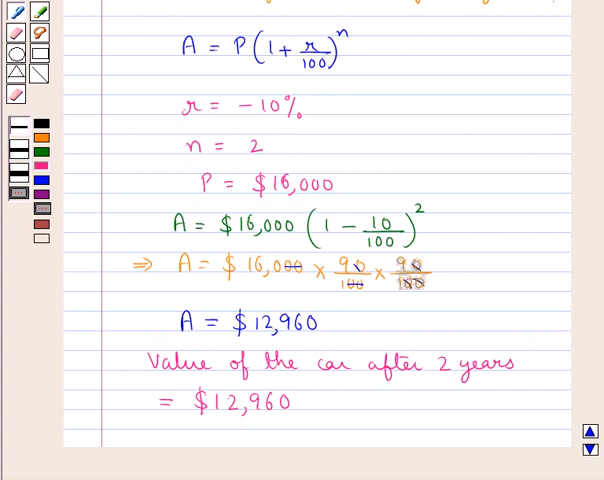 A = P(1 + r/100)^n
r = -10%
n = 2
P = $16,000
A = $16,000 (1 - 10/100)^2
⇒ A = $16,000 × 90/100 × 90/100
A = $12,960
Value of the car after 2 years
= $12,960